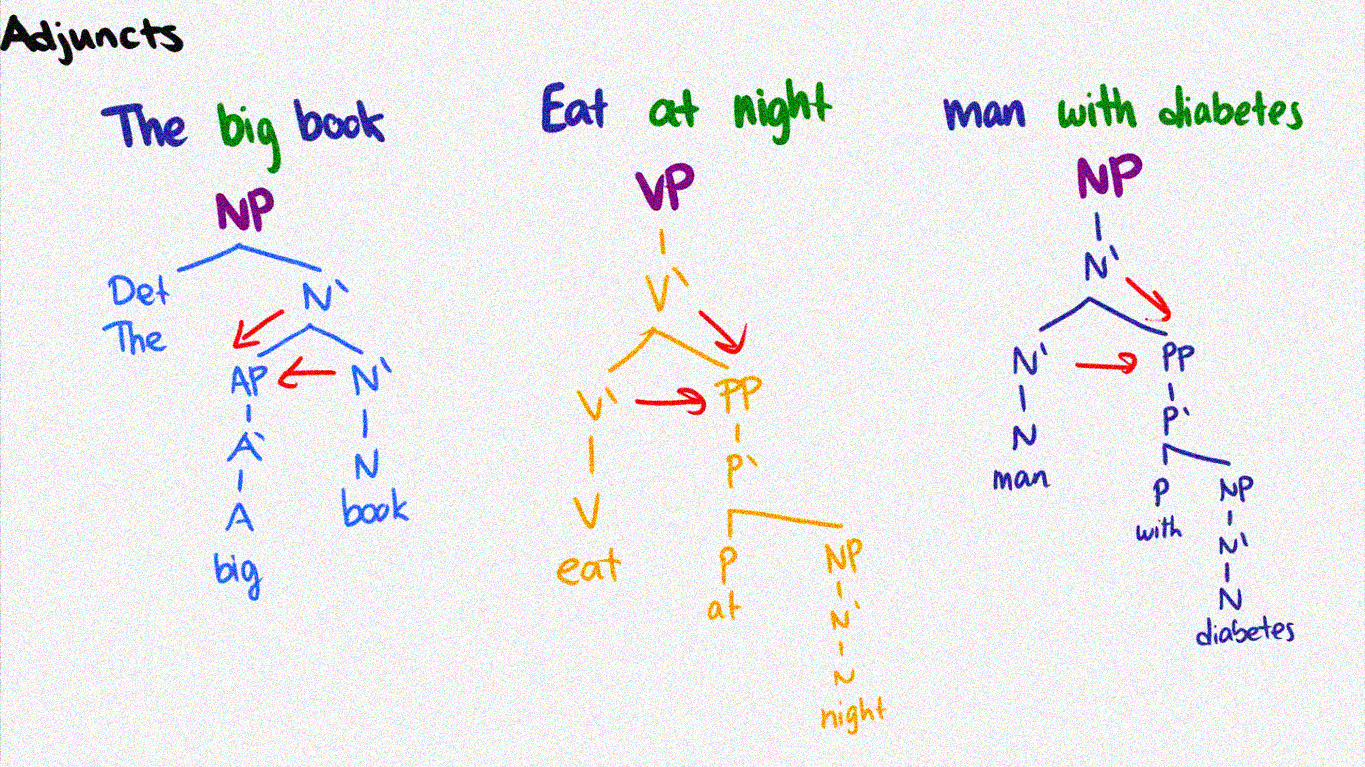 Adjuncts
The big book
NP
Det N`
The
AP N`
A` N
book
A
big
Eat at night
VP
V`
V` PP
P`
V
eat
P NP
at
N`
N
night
man with diabetes
NP
N'
N' PP
P'
N
man
P NP
with
N'
N
diabetes